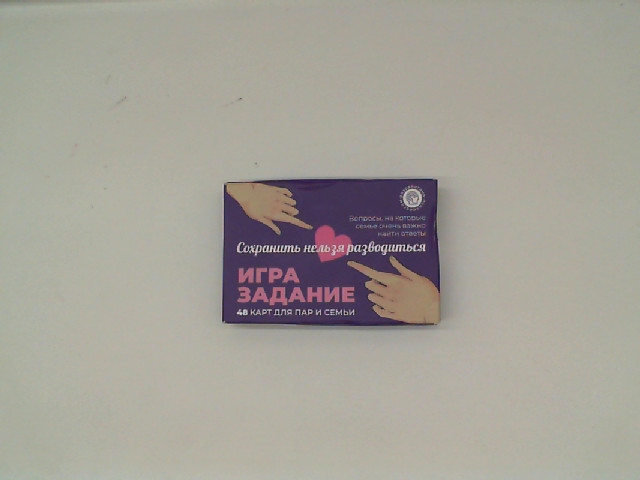 Вопросы, на которые
семье очень важно
найти ответы
Сохранить нельзя разводиться
ИГРА
ЗАДАНИЕ
48 КАРТ ДЛЯ ПАР И СЕМЬИ